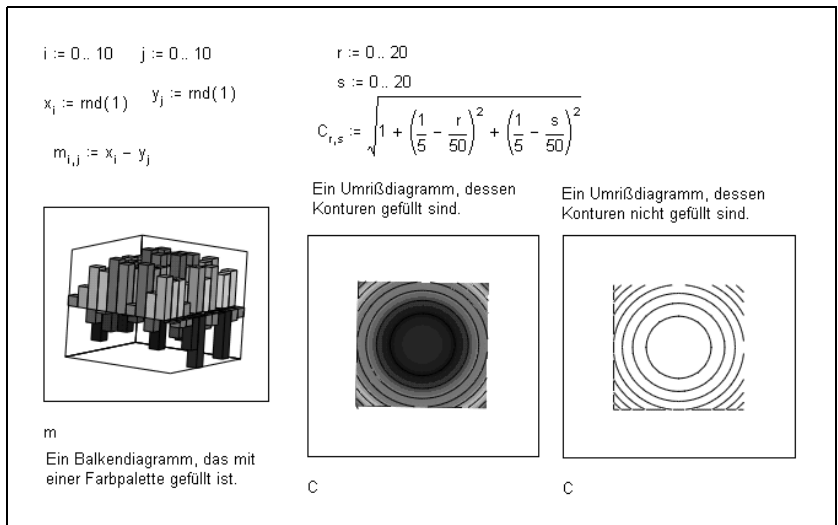 i := 0 .. 10 j := 0 .. 10
x_i := rnd(1) y_j := rnd(1)
m_{i,j} := x_i − y_j
m
Ein Balkendiagramm, das mit
einer Farbpalette gefüllt ist.
r := 0 .. 20
s := 0 .. 20
C_{r,s} := √(1 + (1/5 − r/50)² + (1/5 − s/50)²)
Ein Umrißdiagramm, dessen
Konturen gefüllt sind.
C
Ein Umrißdiagramm, dessen
Konturen nicht gefüllt sind.
C